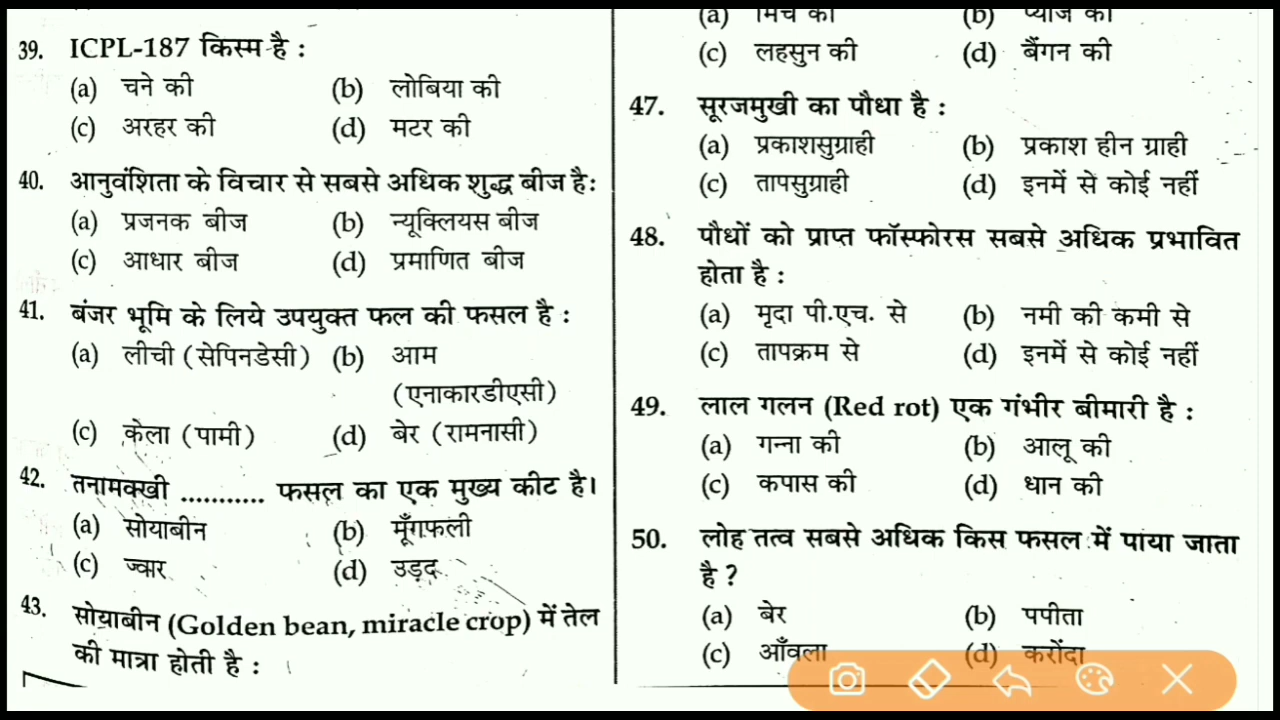 39. ICPL-187 किस्म है :
(a) चने की (b) लोबिया की
(c) अरहर की (d) मटर की
40. आनुवंशिता के विचार से सबसे अधिक शुद्ध बीज है:
(a) प्रजनक बीज (b) न्यूक्लियस बीज
(c) आधार बीज (d) प्रमाणित बीज
41. बंजर भूमि के लिये उपयुक्त फल की फसल है :
(a) लीची (सेपिनडेसी) (b) आम
(एनाकारडीएसी)
(c) केला (पामी) (d) बेर (रामनासी)
42. तनामक्खी ........... फसल का एक मुख्य कीट है।
(a) सोयाबीन (b) मूँगफली
(c) ज्वार (d) उड़द
43. सोयाबीन (Golden bean, miracle crop) में तेल
की मात्रा होती है :
(a) मिर्च की (b) प्याज की
(c) लहसुन की (d) बैंगन की
47. सूरजमुखी का पौधा है :
(a) प्रकाशसुग्राही (b) प्रकाश हीन ग्राही
(c) तापसुग्राही (d) इनमें से कोई नहीं
48. पौधों को प्राप्त फॉस्फोरस सबसे अधिक प्रभावित
होता है :
(a) मृदा पी.एच. से (b) नमी की कमी से
(c) तापक्रम से (d) इनमें से कोई नहीं
49. लाल गलन (Red rot) एक गंभीर बीमारी है :
(a) गन्ना की (b) आलू की
(c) कपास की (d) धान की
50. लोह तत्व सबसे अधिक किस फसल में पाया जाता
है ?
(a) बेर (b) पपीता
(c) आँवला (d) करोंदा